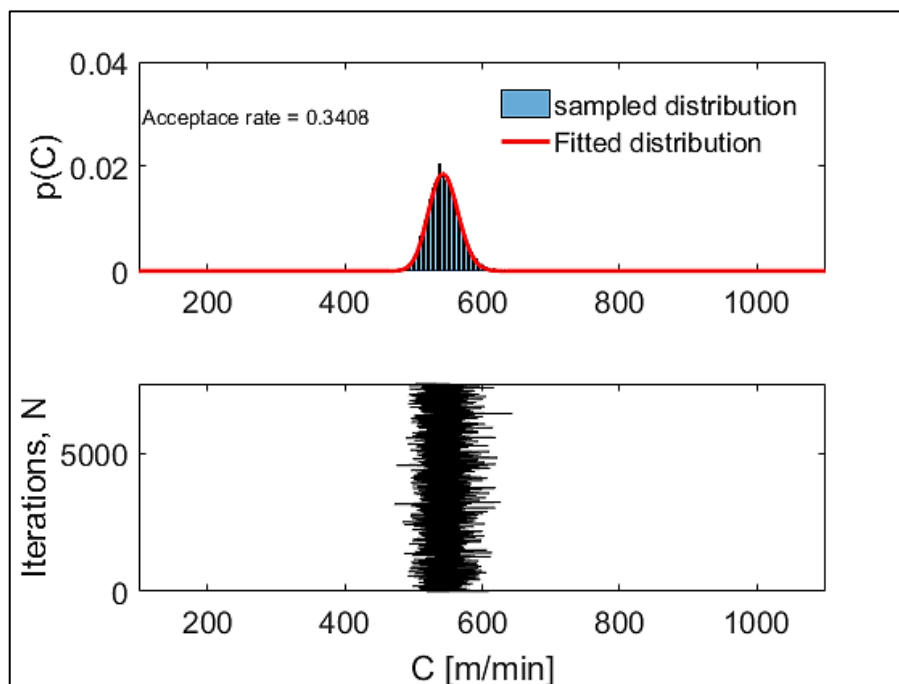 0.04
sampled distribution
Acceptace rate = 0.3408
Fitted distribution
p(C)
0.02
0
200 400 600 800 1000
Iterations, N
5000
0
200 400 600 800 1000
C [m/min]